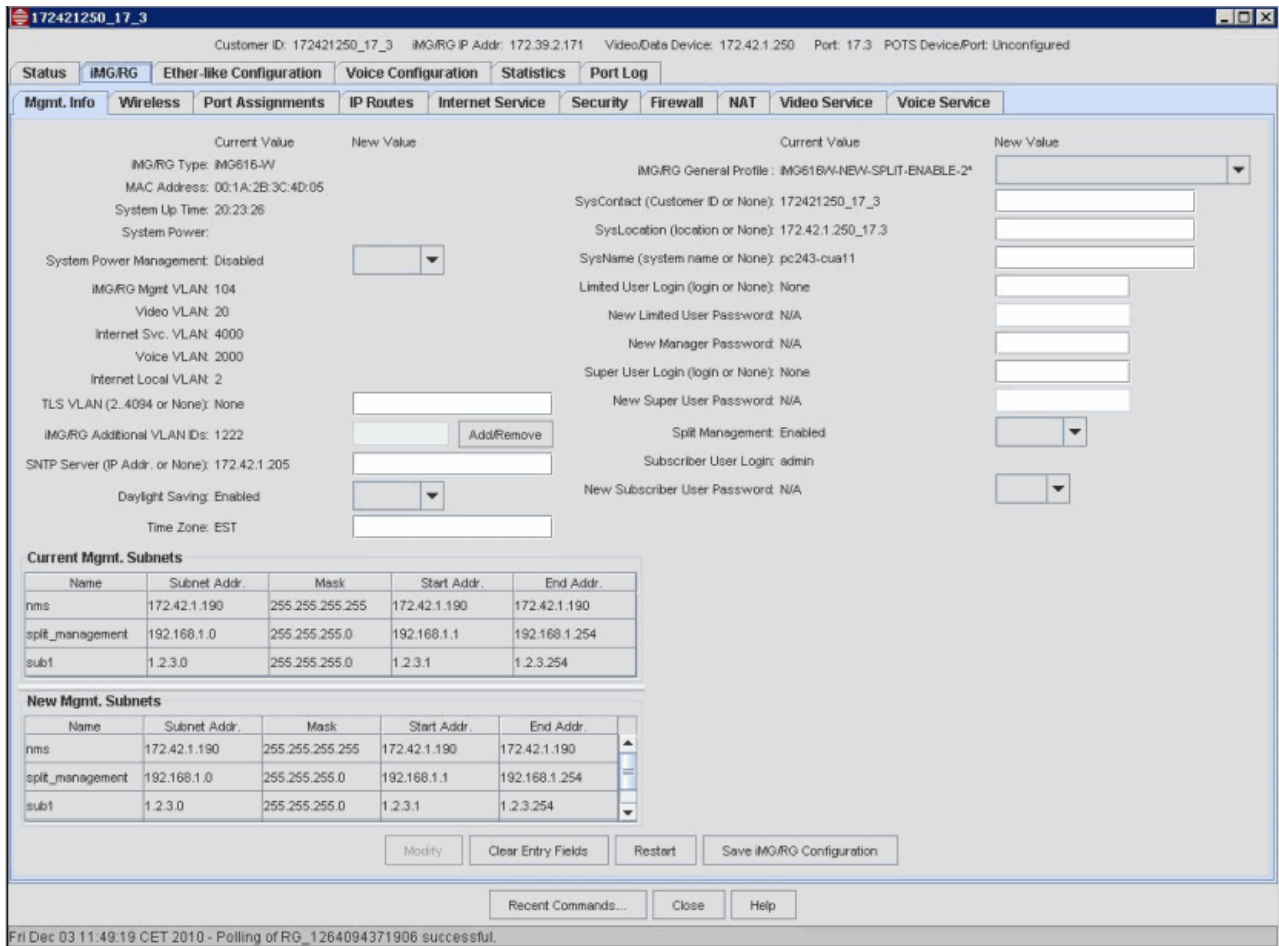 172421250_17_3
Customer ID: 172421250_17_3 iMG/RG IP Addr: 172.39.2.171 Video/Data Device: 172.42.1.250 Port: 17.3 POTS Device/Port: Unconfigured
Status iMG/RG Ether-like Configuration Voice Configuration Statistics Port Log
Mgmt. Info Wireless Port Assignments IP Routes Internet Service Security Firewall NAT Video Service Voice Service
Current Value New Value
iMG/RG Type: iMG616-W
MAC Address: 00:1A:2B:3C:4D:05
System Up Time: 20:23:26
System Power:
System Power Management: Disabled
iMG/RG Mgmt VLAN: 104
Video VLAN: 20
Internet Svc. VLAN: 4000
Voice VLAN: 2000
Internet Local VLAN: 2
TLS VLAN (2..4094 or None): None
iMG/RG Additional VLAN IDs: 1222 Add/Remove
SNTP Server (IP Addr. or None): 172.42.1.205
Daylight Saving: Enabled
Time Zone: EST
Current Value New Value
iMG/RG General Profile : iMG616W-NEW-SPLIT-ENABLE-2*
SysContact (Customer ID or None): 172421250_17_3
SysLocation (location or None): 172.42.1.250_17.3
SysName (system name or None): pc243-cua11
Limited User Login (login or None): None
New Limited User Password: N/A
New Manager Password: N/A
Super User Login (login or None): None
New Super User Password: N/A
Split Management: Enabled
Subscriber User Login: admin
New Subscriber User Password: N/A
Current Mgmt. Subnets
Name Subnet Addr. Mask Start Addr. End Addr.
nms 172.42.1.190 255.255.255.255 172.42.1.190 172.42.1.190
split_management 192.168.1.0 255.255.255.0 192.168.1.1 192.168.1.254
sub1 1.2.3.0 255.255.255.0 1.2.3.1 1.2.3.254
New Mgmt. Subnets
Name Subnet Addr. Mask Start Addr. End Addr.
nms 172.42.1.190 255.255.255.255 172.42.1.190 172.42.1.190
split_management 192.168.1.0 255.255.255.0 192.168.1.1 192.168.1.254
sub1 1.2.3.0 255.255.255.0 1.2.3.1 1.2.3.254
Modify Clear Entry Fields Restart Save iMG/RG Configuration
Recent Commands... Close Help
Fri Dec 03 11:49:19 CET 2010 - Polling of RG_1264094371906 successful.